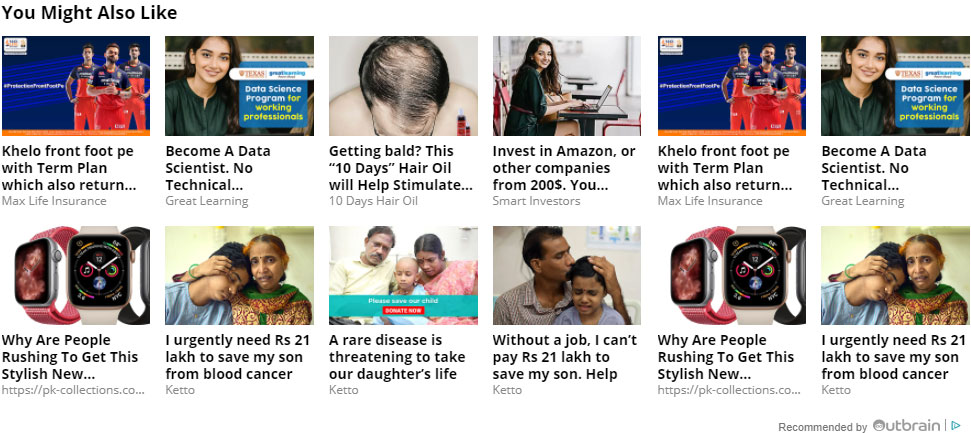 You Might Also Like
#ProtectionFrontFootPe
TEXAS
greatlearning
Data Science
Program for
working
professionals
#ProtectionFrontFootPe
TEXAS
greatlearning
Data Science
Program for
working
professionals
Khelo front foot pe
with Term Plan
which also return...
Max Life Insurance
Become A Data
Scientist. No
Technical...
Great Learning
Getting bald? This
“10 Days” Hair Oil
will Help Stimulate...
10 Days Hair Oil
Invest in Amazon, or
other companies
from 200$. You...
Smart Investors
Khelo front foot pe
with Term Plan
which also return...
Max Life Insurance
Become A Data
Scientist. No
Technical...
Great Learning
Please save our child
DONATE NOW
Why Are People
Rushing To Get This
Stylish New...
https://pk-collections.co...
I urgently need Rs 21
lakh to save my son
from blood cancer
Ketto
A rare disease is
threatening to take
our daughter’s life
Ketto
Without a job, I can’t
pay Rs 21 lakh to
save my son. Help
Ketto
Why Are People
Rushing To Get This
Stylish New...
https://pk-collections.co...
I urgently need Rs 21
lakh to save my son
from blood cancer
Ketto
Recommended by Outbrain